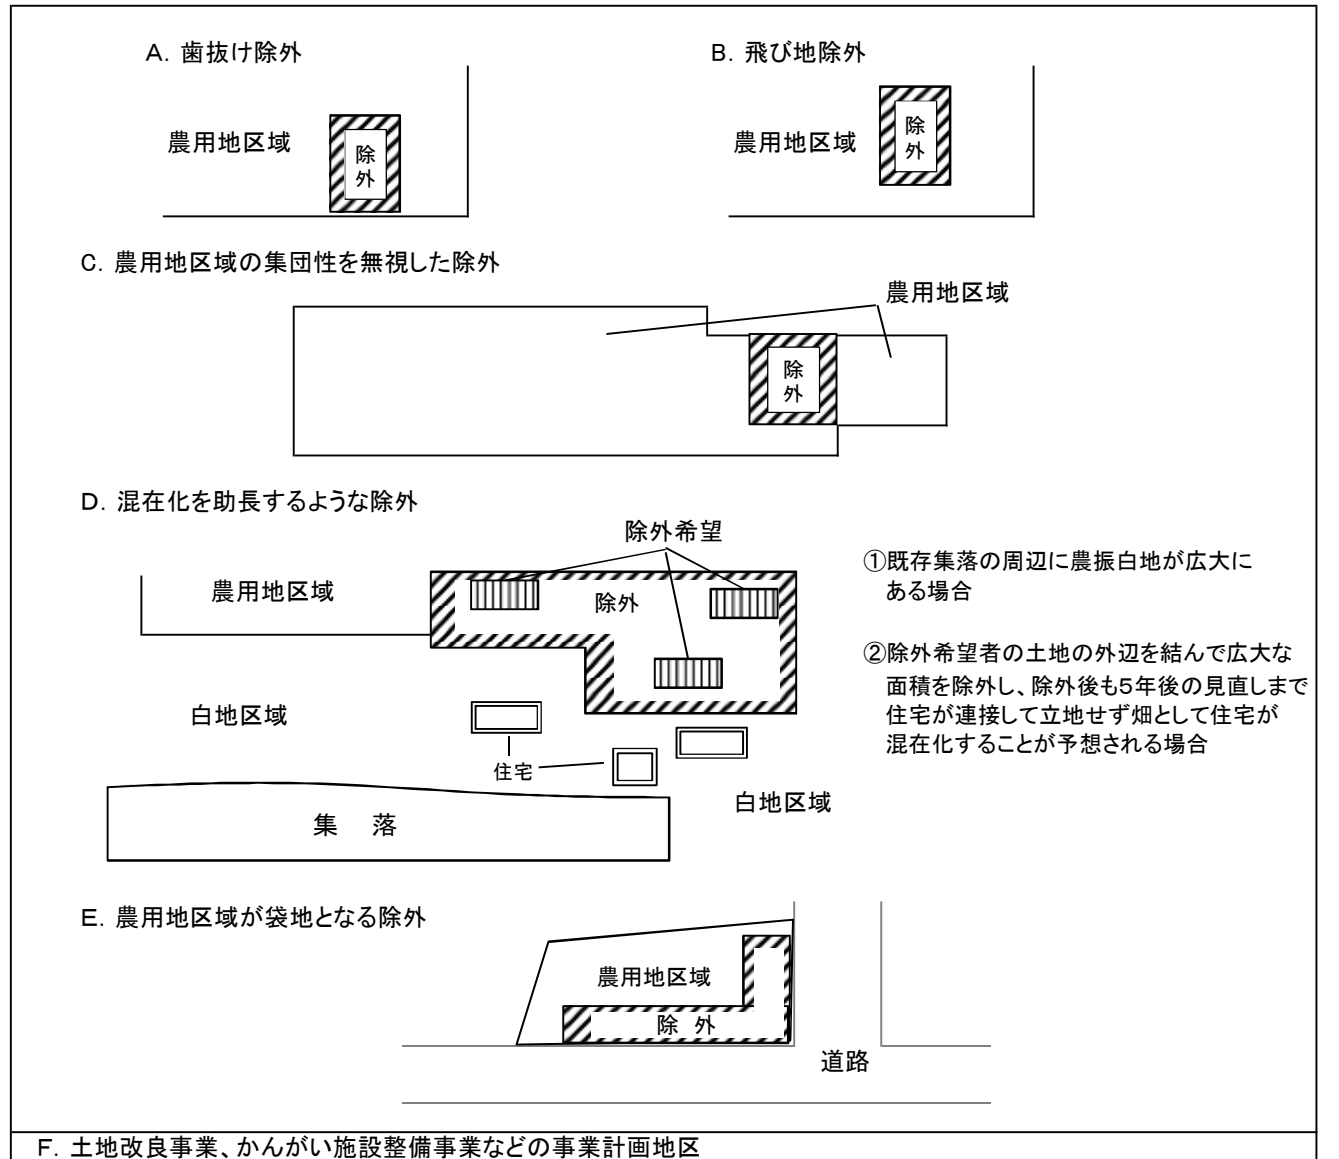 A. 歯抜け除外
農用地区域
除
外
B. 飛び地除外
農用地区域
除
外
C. 農用地区域の集団性を無視した除外
農用地区域
除
外
D. 混在化を助長するような除外
除外希望
農用地区域
除外
白地区域
住宅
白地区域
集 落
①既存集落の周辺に農振白地が広大に
ある場合
②除外希望者の土地の外辺を結んで広大な
面積を除外し、除外後も5年後の見直しまで
住宅が連接して立地せず畑として住宅が
混在化することが予想される場合
E. 農用地区域が袋地となる除外
農用地区域
除 外
道路
F. 土地改良事業、かんがい施設整備事業などの事業計画地区